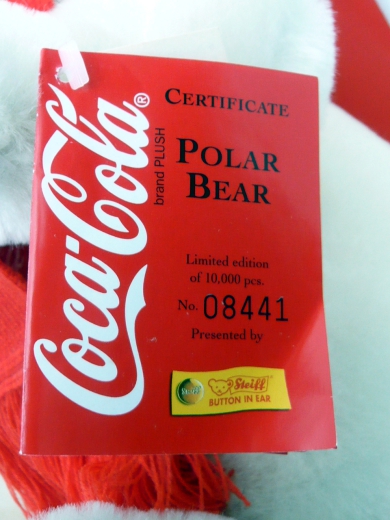 Coca-Cola®
brand PLUSH
CERTIFICATE
POLAR
BEAR
Limited edition
of 10,000 pcs.
No. 08441
Presented by
Steiff
BUTTON IN EAR